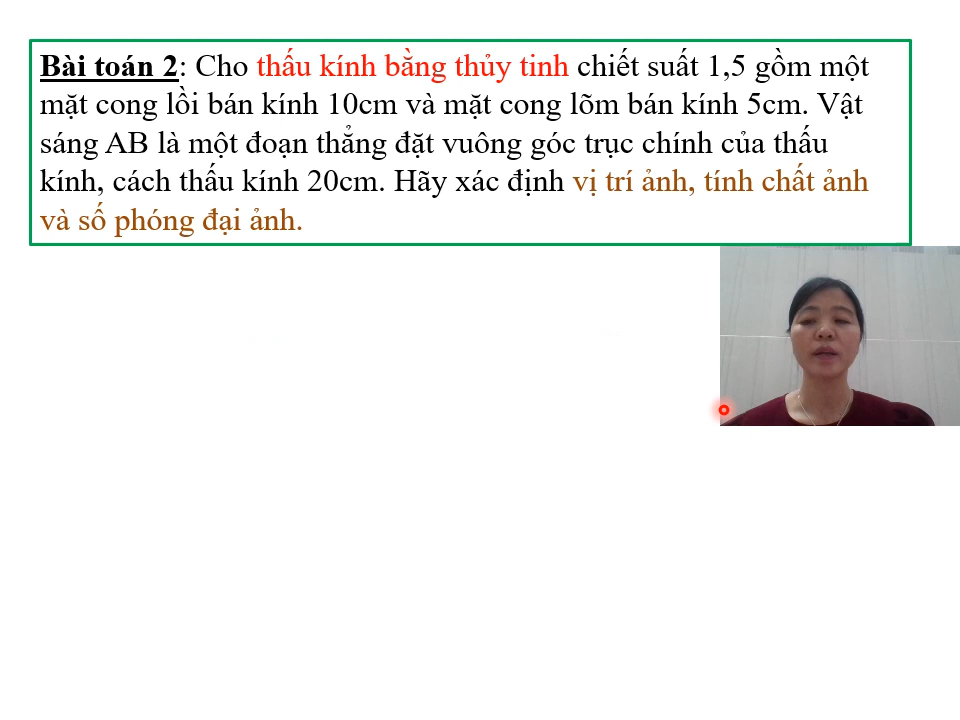 Bài toán 2: Cho thấu kính bằng thủy tinh chiết suất 1,5 gồm một
mặt cong lồi bán kính 10cm và mặt cong lõm bán kính 5cm. Vật
sáng AB là một đoạn thẳng đặt vuông góc trục chính của thấu
kính, cách thấu kính 20cm. Hãy xác định vị trí ảnh, tính chất ảnh
và số phóng đại ảnh.